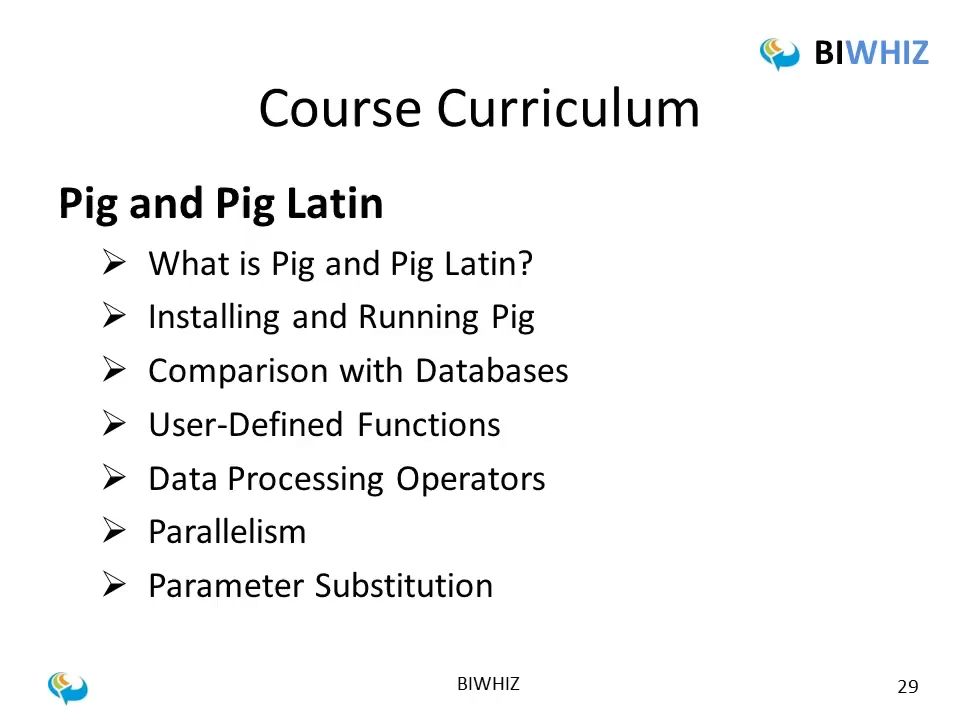 BIWHIZ
Course Curriculum
Pig and Pig Latin
What is Pig and Pig Latin?
Installing and Running Pig
Comparison with Databases
User-Defined Functions
Data Processing Operators
Parallelism
Parameter Substitution
BIWHIZ
29